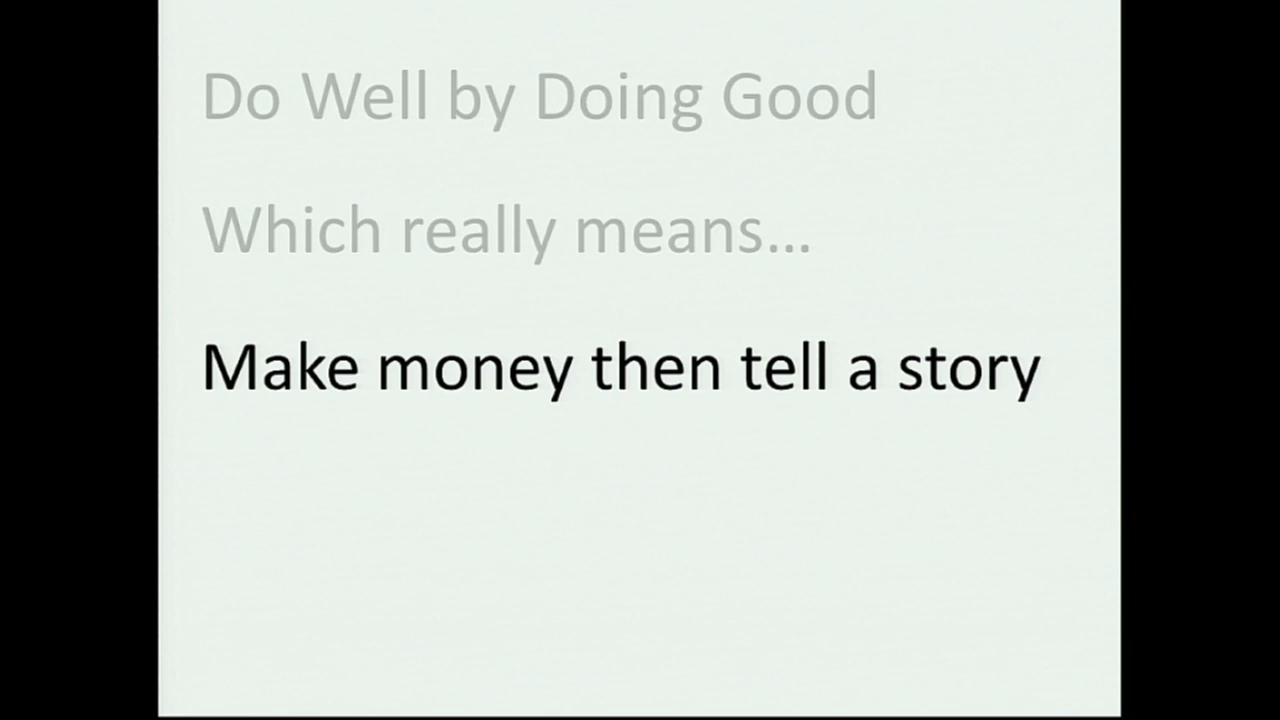 Do Well by Doing Good
Which really means...
Make money then tell a story